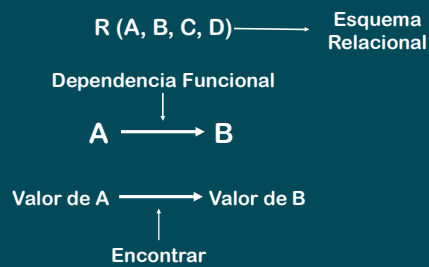 R (A, B, C, D)
Esquema
Relacional
Dependencia Funcional
A
B
Valor de A
Valor de B
Encontrar